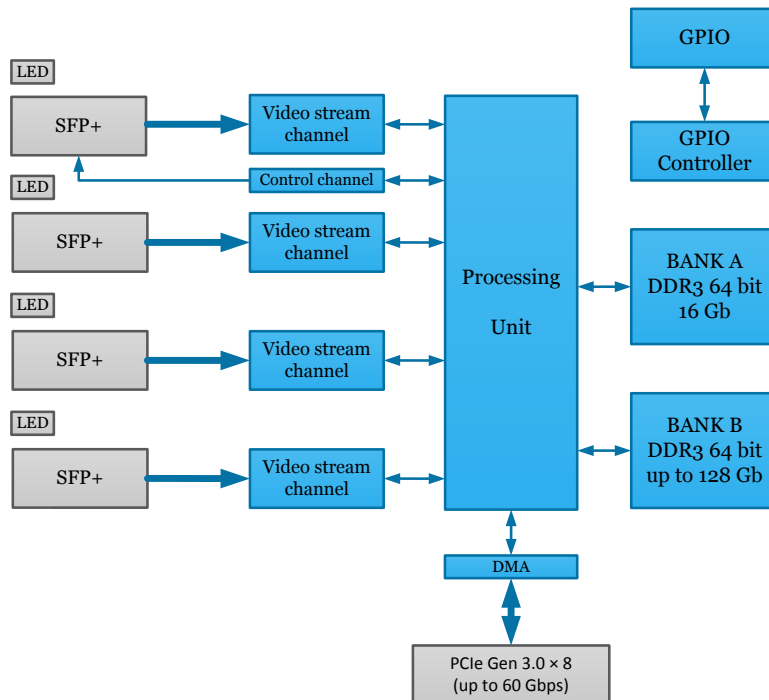 LED
SFP+
Video stream
channel
Control channel
LED
SFP+
Video stream
channel
LED
SFP+
Video stream
channel
LED
SFP+
Video stream
channel
Processing
Unit
GPIO
GPIO
Controller
BANK A
DDR3 64 bit
16 Gb
BANK B
DDR3 64 bit
up to 128 Gb
DMA
PCIe Gen 3.0 × 8
(up to 60 Gbps)